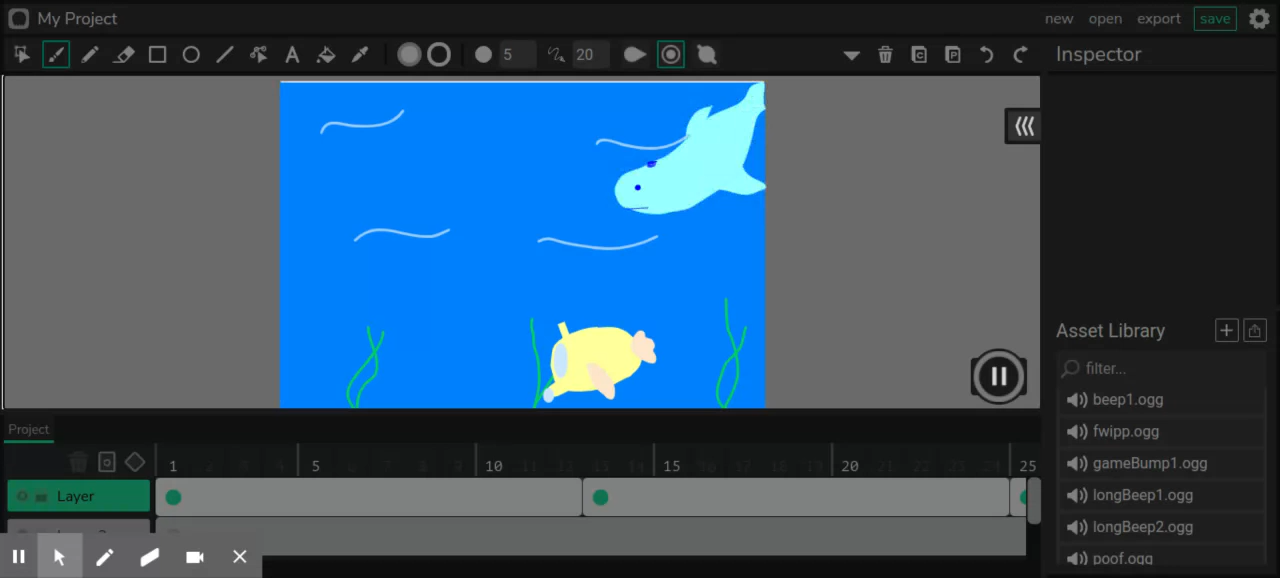 My Project
new open export save
A 5 20
Inspector
Asset Library
filter...
beep1.ogg
fwipp.ogg
gameBump1.ogg
longBeep1.ogg
longBeep2.ogg
poof.ogg
Project
1 5 10 15 20 25
Layer